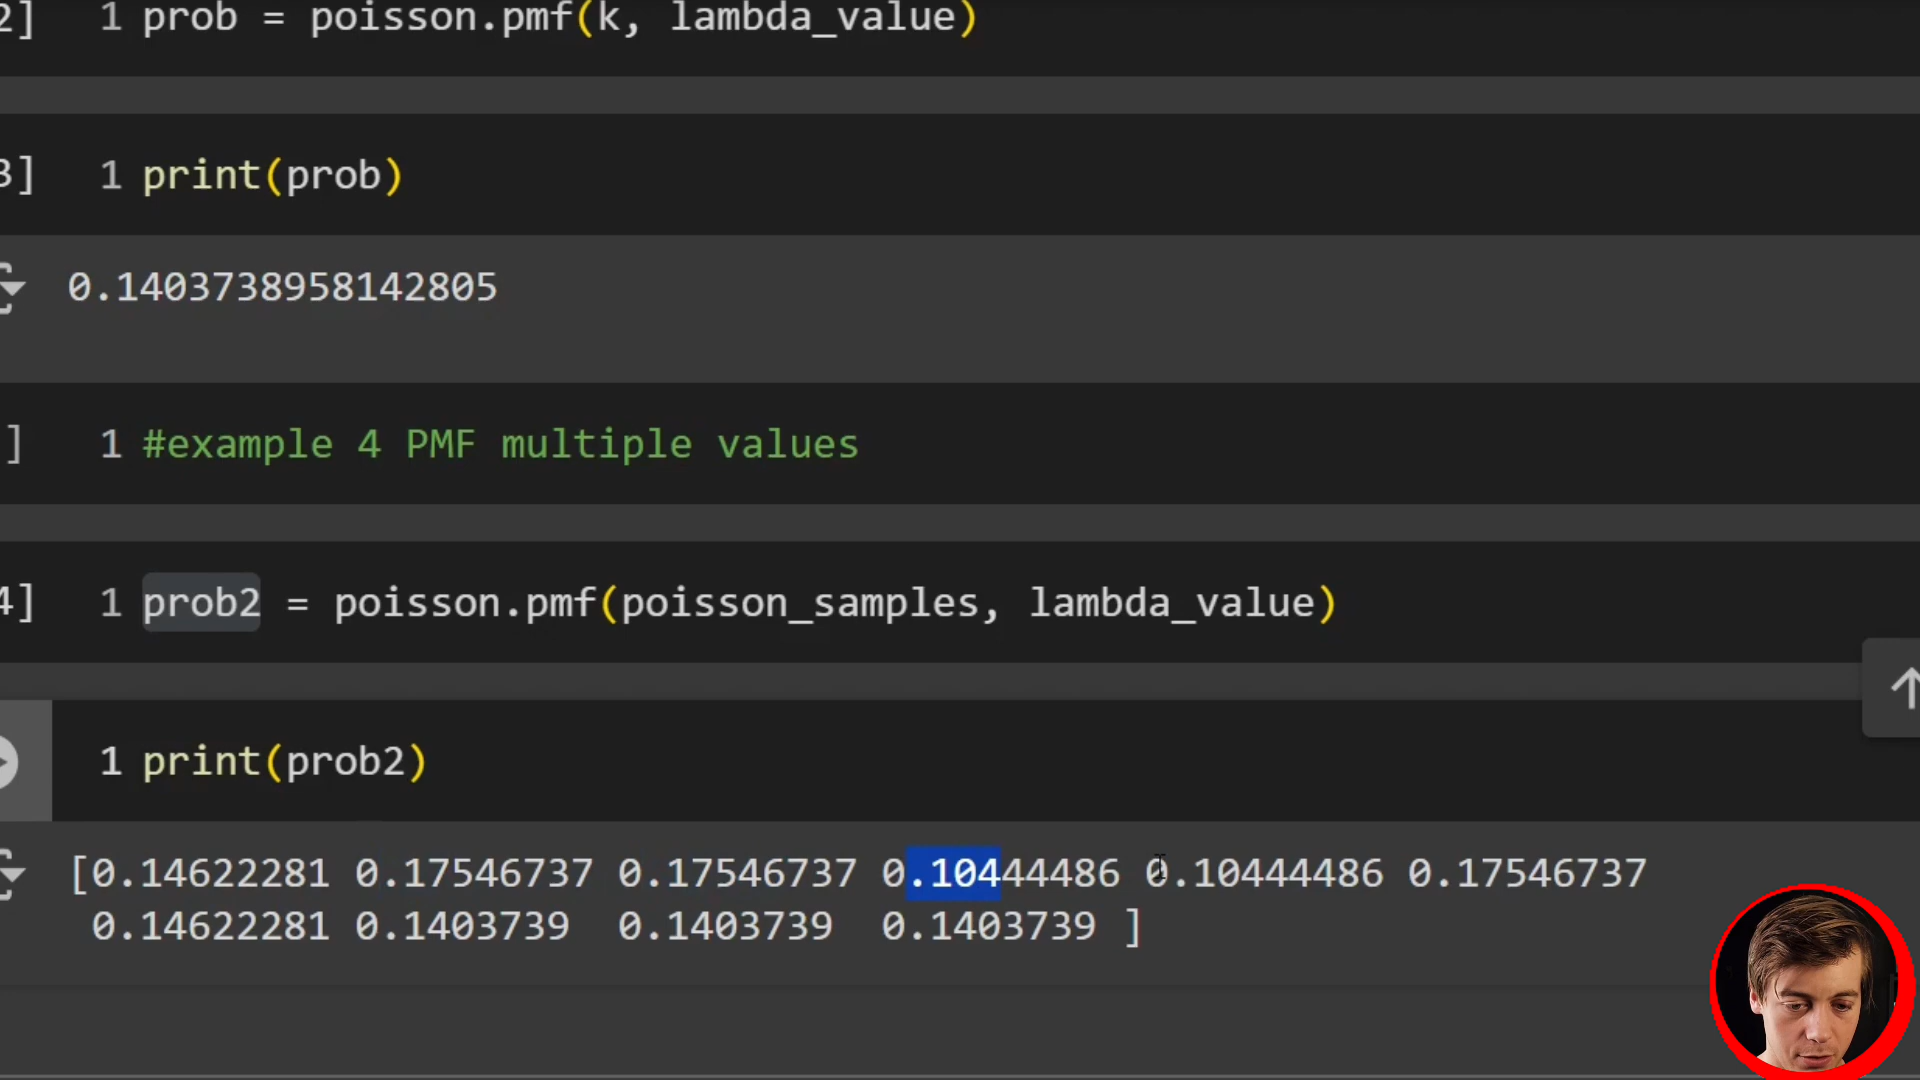 2] 1 prob = poisson.pmf(k, lambda_value)
3] 1 print(prob)
0.1403738958142805
] 1 #example 4 PMF multiple values
4] 1 prob2 = poisson.pmf(poisson_samples, lambda_value)
1 print(prob2)
[0.14622281 0.17546737 0.17546737 0.10444486 0.10444486 0.17546737
0.14622281 0.1403739 0.1403739 0.1403739 ]